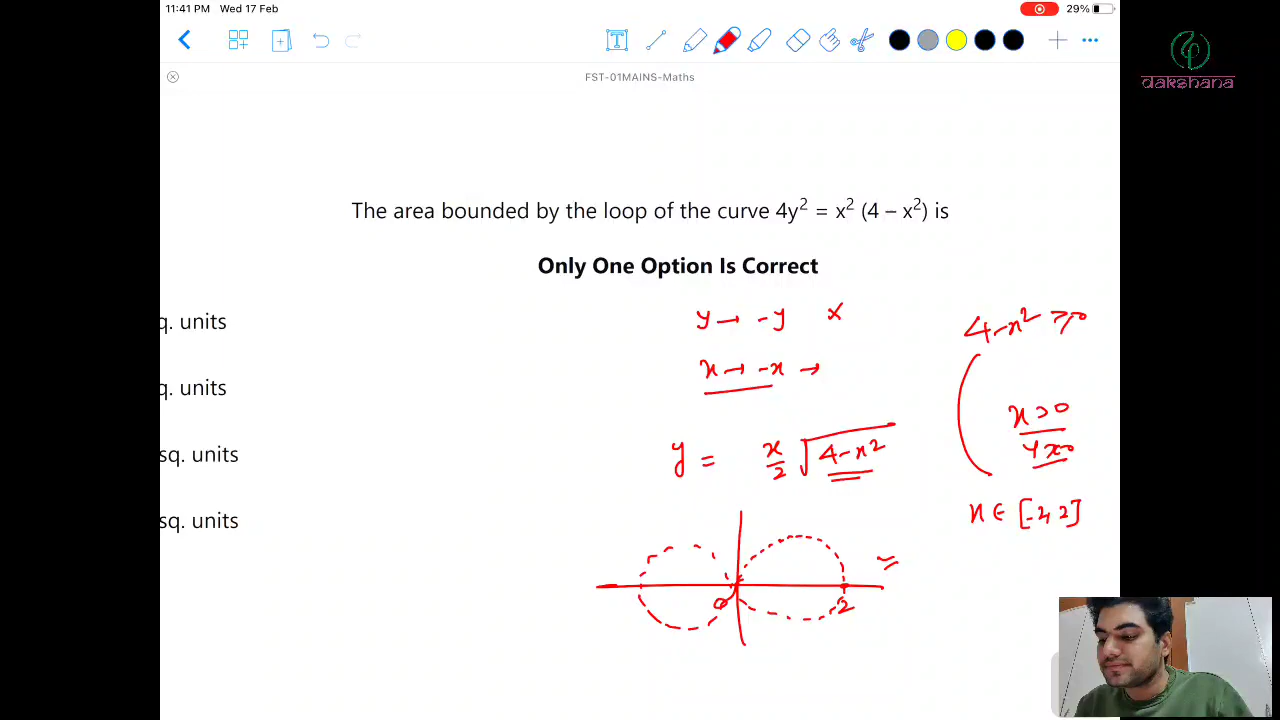 11:41 PM Wed 17 Feb
29%
dakshana
FST-01MAINS-Maths
The area bounded by the loop of the curve 4y² = x² (4 – x²) is
Only One Option Is Correct
q. units
q. units
sq. units
sq. units
y → -y x
x → -x →
y = x/2 √4-x²
4-x² ≥0
x>0
x ∈ [-2, 2]
0
2